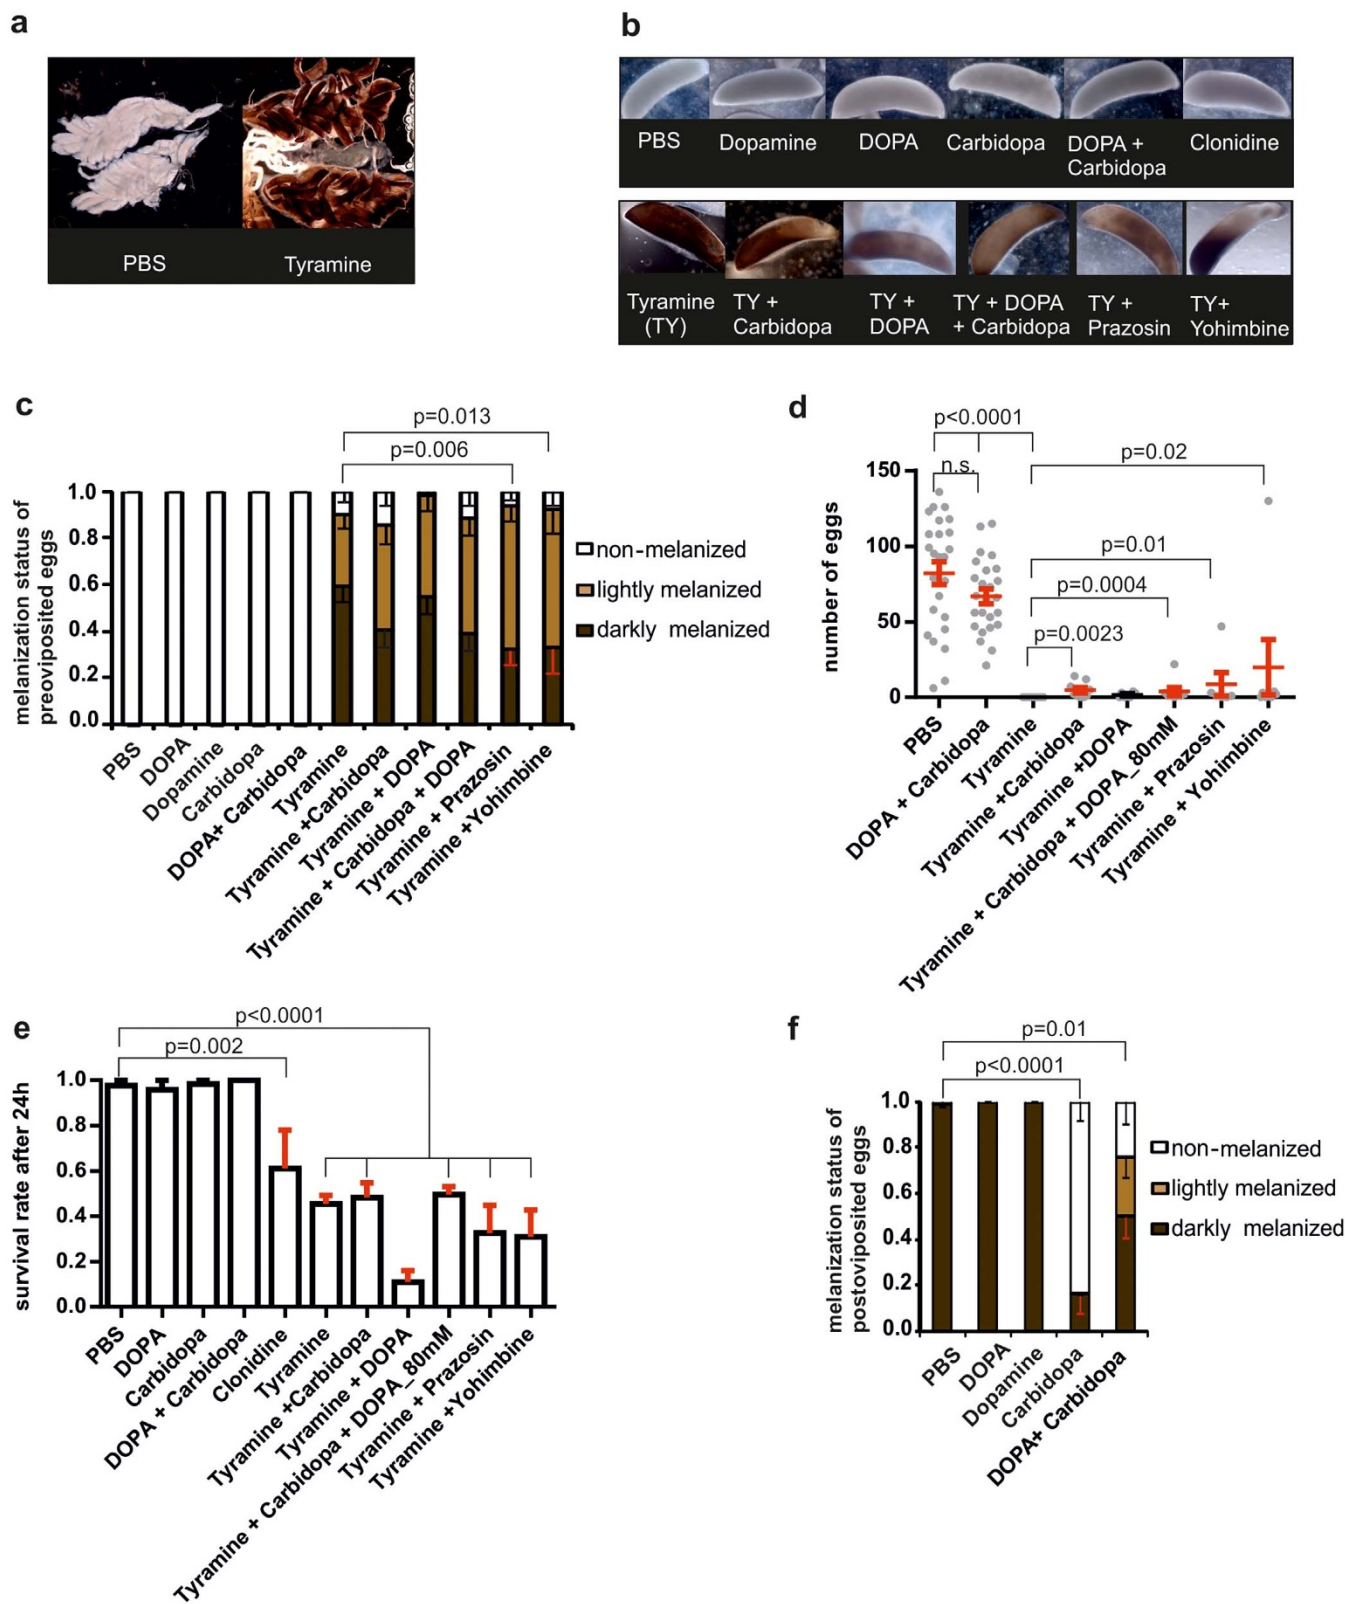 a
PBS
Tyramine
b
PBS
Dopamine
DOPA
Carbidopa
DOPA +
Carbidopa
Clonidine
Tyramine
(TY)
TY +
Carbidopa
TY +
DOPA
TY + DOPA
+ Carbidopa
TY +
Prazosin
TY+
Yohimbine
c
p=0.013
p=0.006
melanization status of
preoviposited eggs
1.0
0.8
0.6
0.4
0.2
0.0
non-melanized
lightly melanized
darkly melanized
PBS
DOPA
Dopamine
Carbidopa
DOPA+ Carbidopa
Tyramine
Tyramine +Carbidopa
Tyramine + DOPA
Tyramine + Carbidopa + DOPA
Tyramine + Prazosin
Tyramine +Yohimbine
d
p<0.0001
n.s.
p=0.02
p=0.01
p=0.0004
p=0.0023
number of eggs
150
100
50
0
PBS
DOPA + Carbidopa
Tyramine
Tyramine +Carbidopa
Tyramine +DOPA
Tyramine + Carbidopa + DOPA_80mM
Tyramine + Prazosin
Tyramine + Yohimbine
e
p<0.0001
p=0.002
survival rate after 24h
1.0
0.8
0.6
0.4
0.2
0.0
PBS
DOPA
Carbidopa
DOPA + Carbidopa
Clonidine
Tyramine
Tyramine +Carbidopa
Tyramine + DOPA
Tyramine + Carbidopa + DOPA_80mM
Tyramine + Prazosin
Tyramine +Yohimbine
f
p=0.01
p<0.0001
melanization status of
postoviposited eggs
1.0
0.8
0.6
0.4
0.2
0.0
non-melanized
lightly melanized
darkly melanized
PBS
DOPA
Dopamine
Carbidopa
DOPA+ Carbidopa